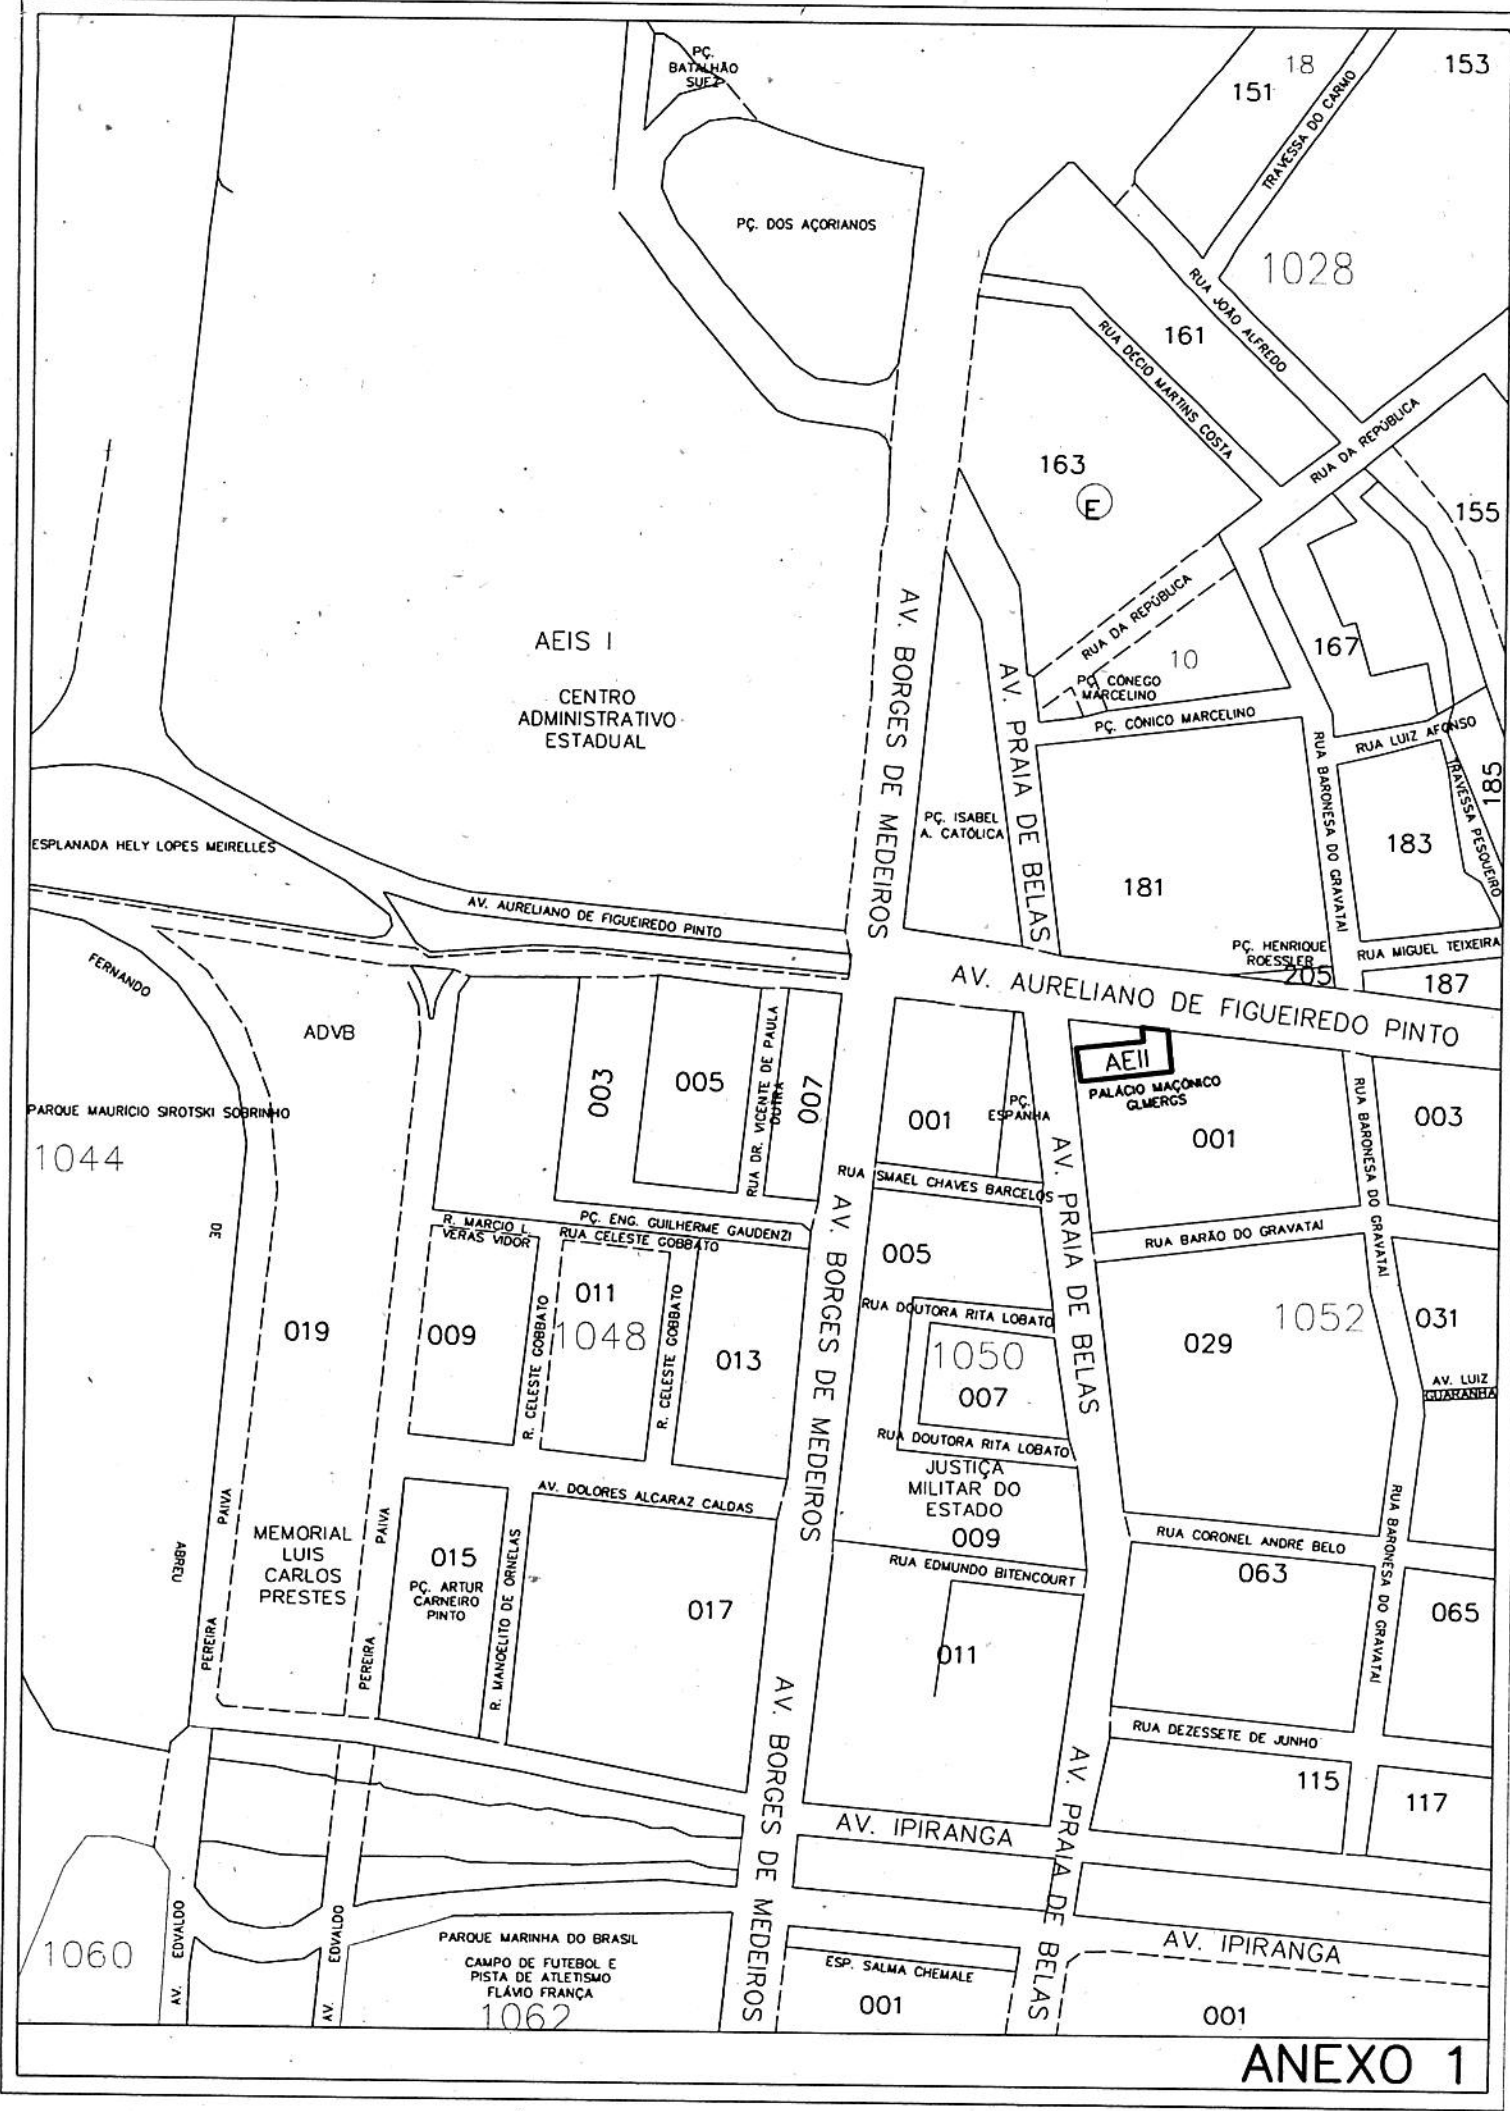 PÇ.
BATALHÃO
SUEZ
18
151
153
TRAVESSA DO CARMO
PÇ. DOS AÇORIANOS
1028
RUA JOÃO ALFREDO
161
RUA DÉCIO MARTINS COSTA
RUA DA REPÚBLICA
163
E
155
AV. BORGES DE MEDEIROS
RUA DA REPÚBLICA
10
167
AEIS I
CENTRO
ADMINISTRATIVO
ESTADUAL
AV. PRAIA DE BELAS
PÇ. CÔNEGO
MARCELINO
PÇ. CÔNICO MARCELINO
RUA LUIZ AFONSO
RUA BARONESA DO GRAVATAÍ
TRAVESSA PESQUEIRO
185
PÇ. ISABEL
A. CATÓLICA
183
181
ESPLANADA HELY LOPES MEIRELLES
AV. AURELIANO DE FIGUEIREDO PINTO
PÇ. HENRIQUE
ROESSLER
205
RUA MIGUEL TEIXEIRA
187
AV. AURELIANO DE FIGUEIREDO PINTO
FERNANDO
ADVB
003
005
RUA DR. VICENTE DE PAULA
DUTRA
007
001
PÇ.
ESPANHA
AEII
PALÁCIO MAÇÔNICO
GLMERGS
001
RUA BARONESA DO GRAVATAÍ
003
PARQUE MAURICIO SIROTSKI SOBRINHO
1044
AV. PRAIA DE BELAS
RUA ISMAEL CHAVES BARCELOS
AV. BORGES DE MEDEIROS
DE
R. MARCIO L.
VERAS VIDOR
PÇ. ENG. GUILHERME GAUDENZI
RUA CELESTE GOBBATO
RUA BARÃO DO GRAVATAI
005
011
R. CELESTE GOBBATO
R. CELESTE GOBBATO
RUA DOUTORA RITA LOBATO
019
009
1048
013
1050
007
029
1052
031
AV. LUIZ
GUARANHA
RUA DOUTORA RITA LOBATO
JUSTIÇA
MILITAR DO
ESTADO
009
AV. DOLORES ALCARAZ CALDAS
PAIVA
PAIVA
RUA BARONESA DO GRAVATAÍ
RUA CORONEL ANDRÉ BELO
MEMORIAL
LUIS
CARLOS
PRESTES
ABREU
015
PÇ. ARTUR
CARNEIRO
PINTO
R. MANOELITO DE ORNELAS
RUA EDMUNDO BITENCOURT
063
065
017
011
PEREIRA
PEREIRA
AV. BORGES DE MEDEIROS
RUA DEZESSETE DE JUNHO
AV. PRAIA DE BELAS
115
117
AV. IPIRANGA
1060
AV. EDVALDO
AV. EDVALDO
PARQUE MARINHA DO BRASIL
CAMPO DE FUTEBOL E
PISTA DE ATLETISMO
FLÁVIO FRANÇA
1062
ESP. SALMA CHEMALE
001
AV. IPIRANGA
001
ANEXO 1